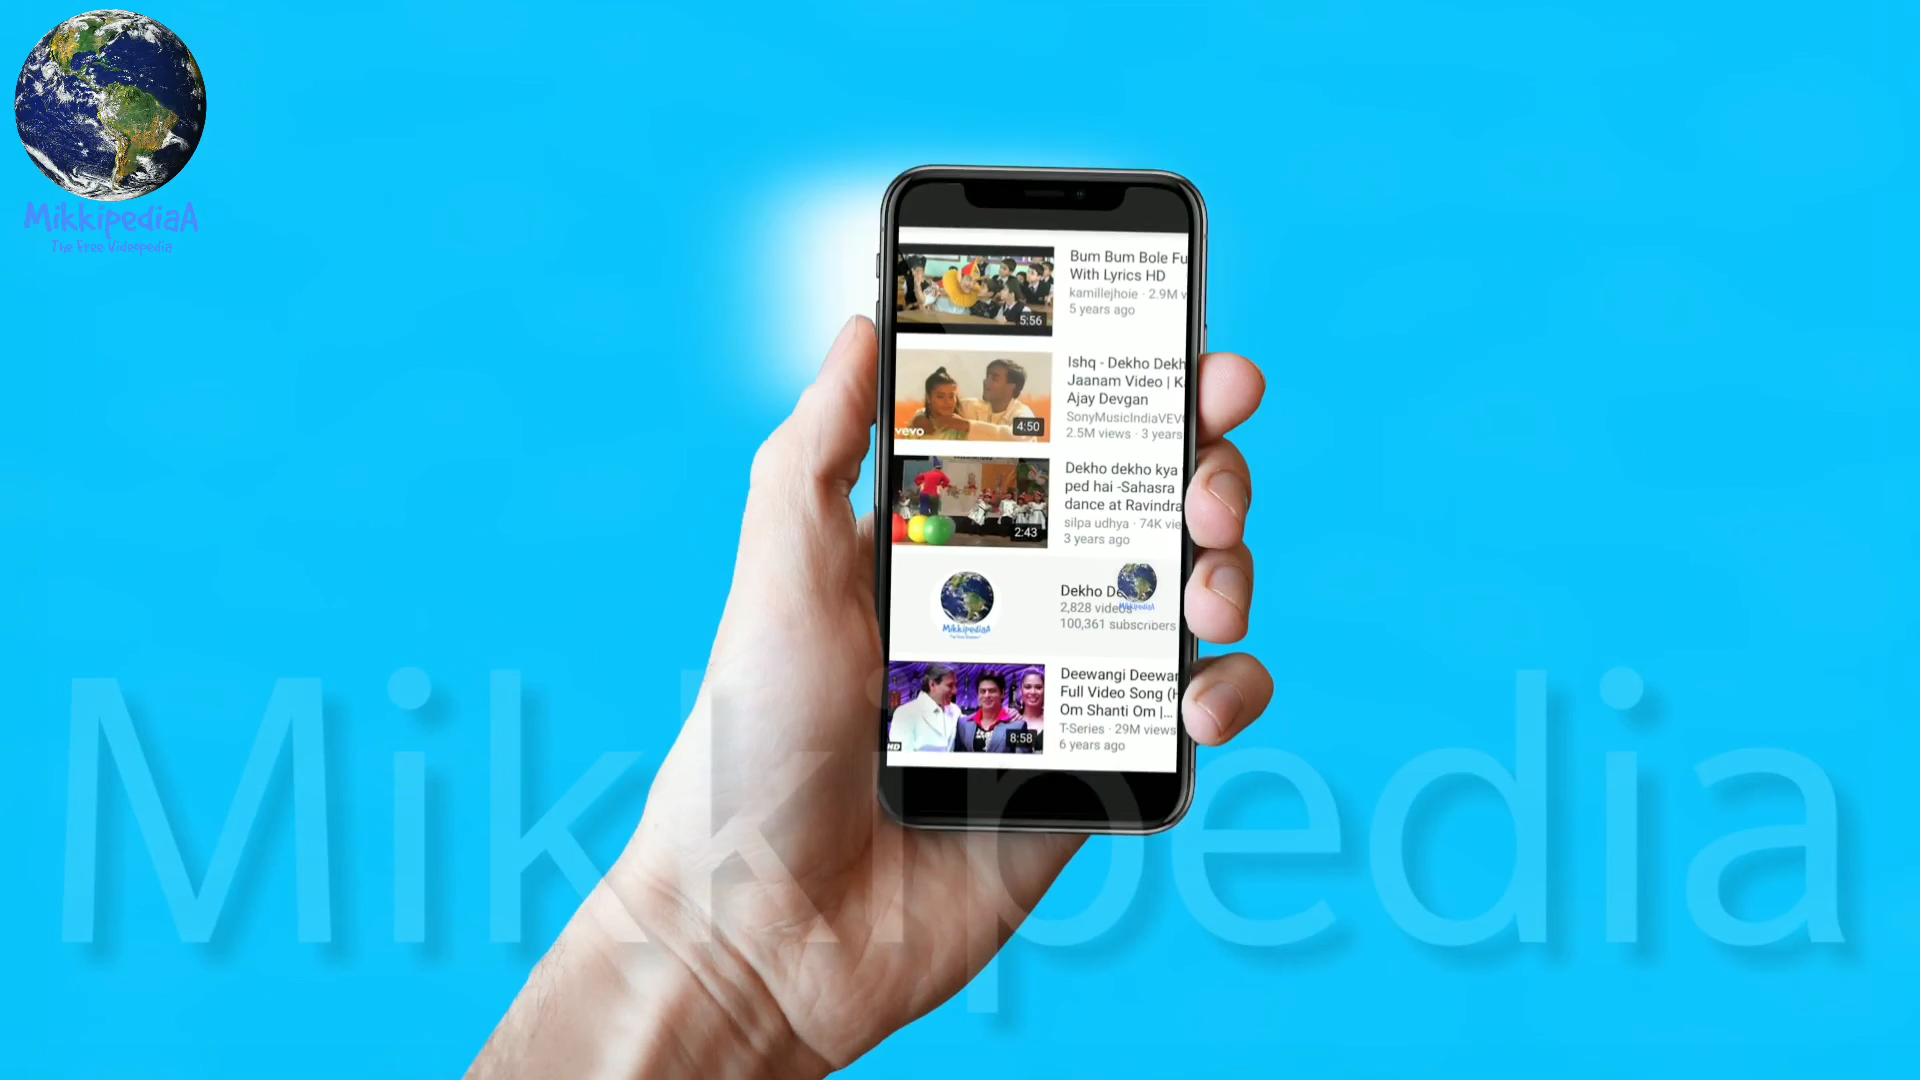 MikkipediaA
The Free Videopedia
Bum Bum Bole Fu
With Lyrics HD
kamillejhoie · 2.9M v
5 years ago
5:56
Ishq - Dekho Dekh
Jaanam Video | K
Ajay Devgan
SonyMusicIndiaVEV
2.5M views · 3 years
vevo
4:50
Dekho dekho kya
ped hai -Sahasra
dance at Ravindra
silpa udhya · 74K vie
3 years ago
2:43
Dekho De
2,828 videos
100,361 subscribers
MikkipediaA
MikkipediaA
Deewangi Deewan
Full Video Song (H
Om Shanti Om |...
T-Series · 29M views
6 years ago
HD
8:58
Mikkipedia